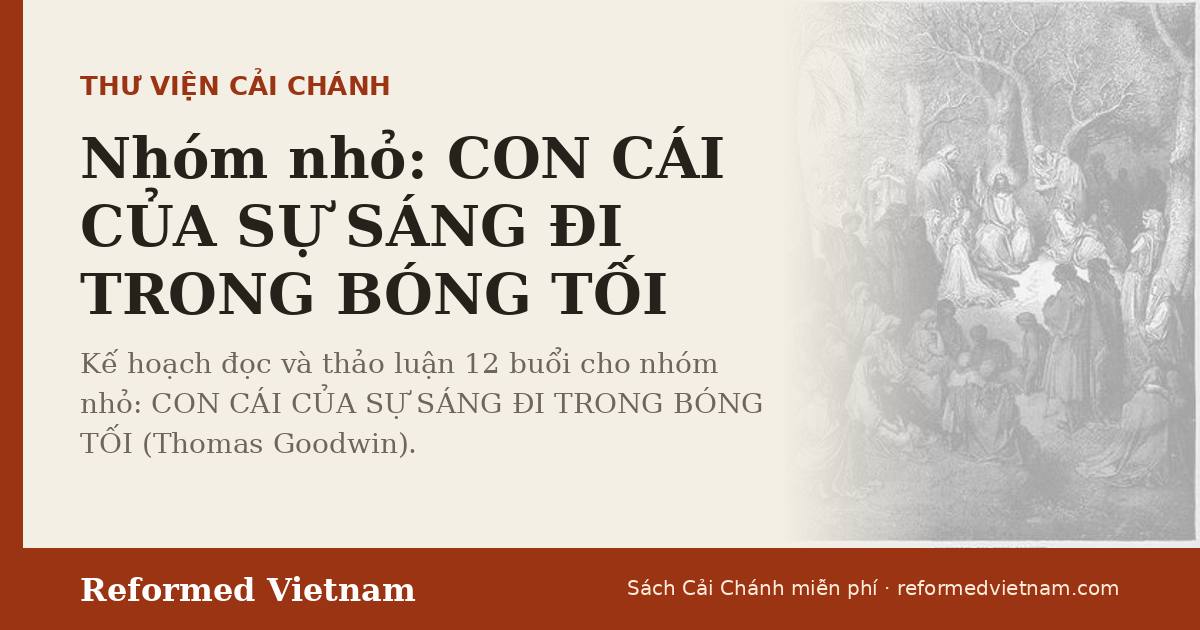 THƯ VIỆN CẢI CHÁNH
Nhóm nhỏ: CON CÁI
CỦA SỰ SÁNG ĐI
TRONG BÓNG TỐI
Kế hoạch đọc và thảo luận 12 buổi cho nhóm
nhỏ: CON CÁI CỦA SỰ SÁNG ĐI TRONG BÓNG
TỐI (Thomas Goodwin).
Reformed Vietnam
Sách Cải Chánh miễn phí · reformedvietnam.com